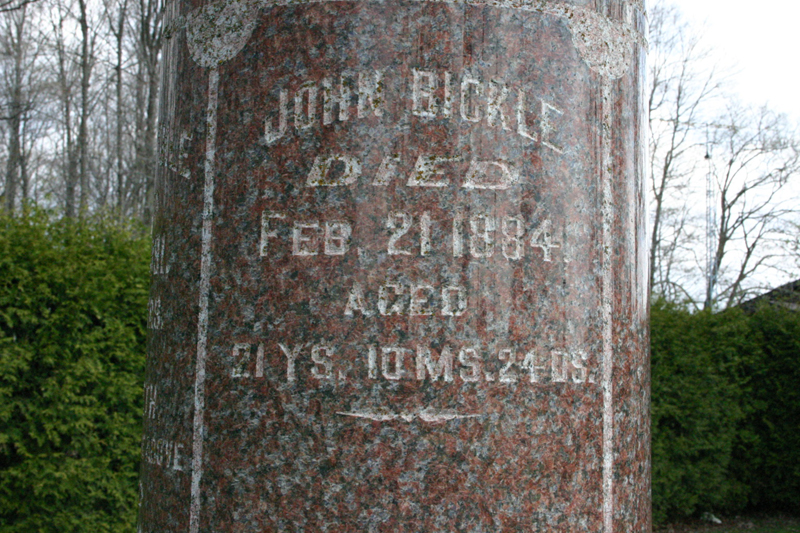 JOHN BICKLE
DIED
FEB. 21 1884.
AGED
21 YS. 10 MS. 24 DS.